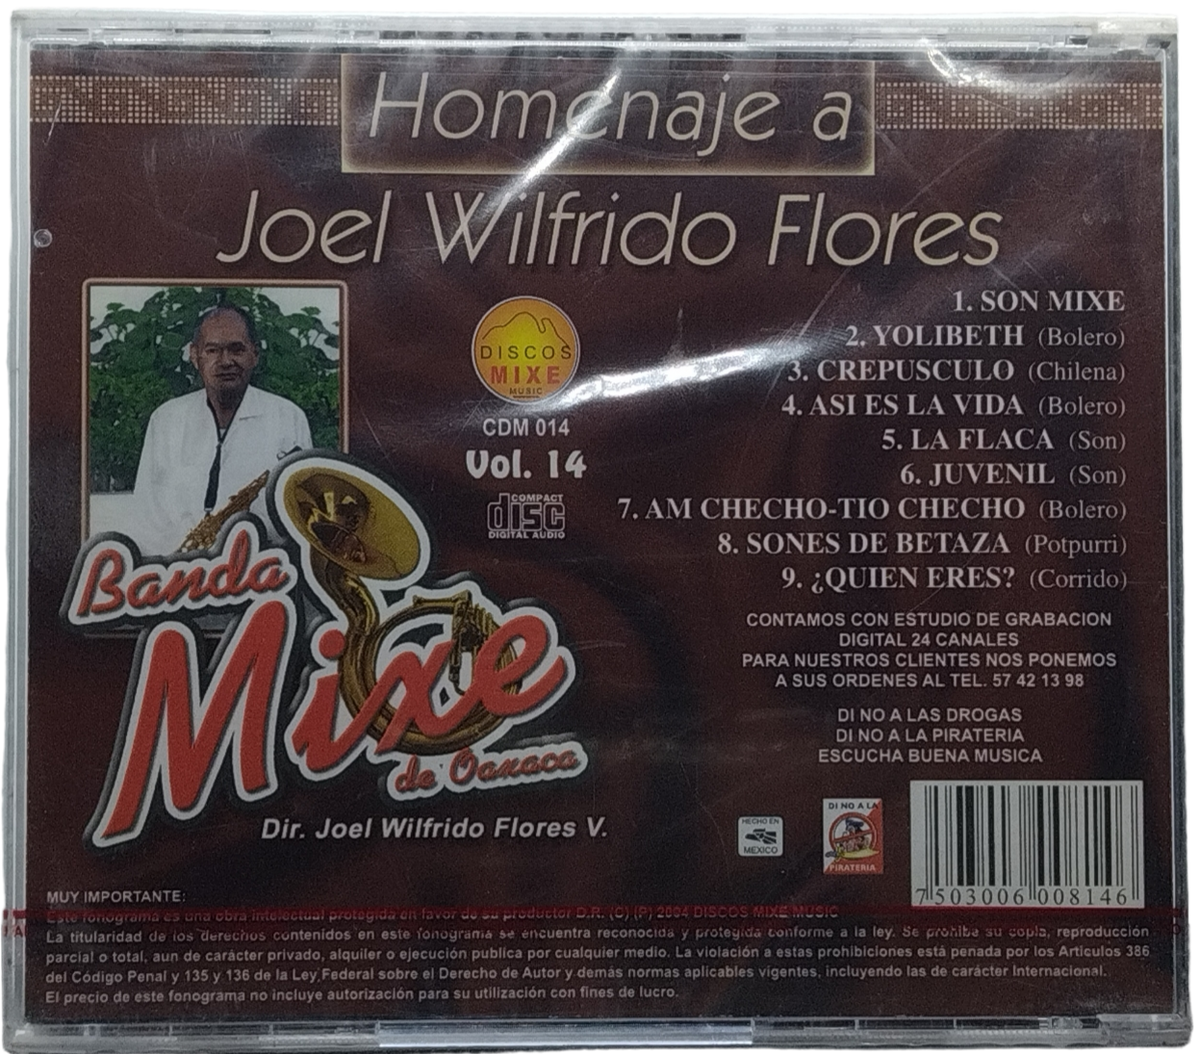 Homenaje a
Joel Wilfrido Flores
DISCOS
MIXE
MUSIC
CDM 014
Vol. 14
COMPACT
disc
DIGITAL AUDIO
1. SON MIXE
2. YOLIBETH (Bolero)
3. CREPUSCULO (Chilena)
4. ASI ES LA VIDA (Bolero)
5. LA FLACA (Son)
6. JUVENIL (Son)
7. AM CHECHO-TIO CHECHO (Bolero)
8. SONES DE BETAZA (Potpurri)
9. ¿QUIEN ERES? (Corrido)
Banda
Mixe
de Oaxaca
Dir. Joel Wilfrido Flores V.
CONTAMOS CON ESTUDIO DE GRABACION
DIGITAL 24 CANALES
PARA NUESTROS CLIENTES NOS PONEMOS
A SUS ORDENES AL TEL. 57 42 13 98
DI NO A LAS DROGAS
DI NO A LA PIRATERIA
ESCUCHA BUENA MUSICA
HECHO EN
MEXICO
DI NO A LA
PIRATERIA
7 503006 008146
MUY IMPORTANTE:
Este fonograma es una obra intelectual protegida en favor de su productor D.R. (C) (P) 2004 DISCOS MIXE MUSIC
La titularidad de los derechos contenidos en este fonograma se encuentra reconocida y protegida conforme a la ley. Se prohiba su copia, reproducción
parcial o total, aun de carácter privado, alquiler o ejecución publica por cualquier medio. La violación a estas prohibiciones está penada por los Articulos 386
del Código Penal y 135 y 136 de la Ley Federal sobre el Derecho de Autor y demás normas aplicables vigentes, incluyendo las de carácter Internacional.
El precio de este fonograma no incluye autorización para su utilización con fines de lucro.